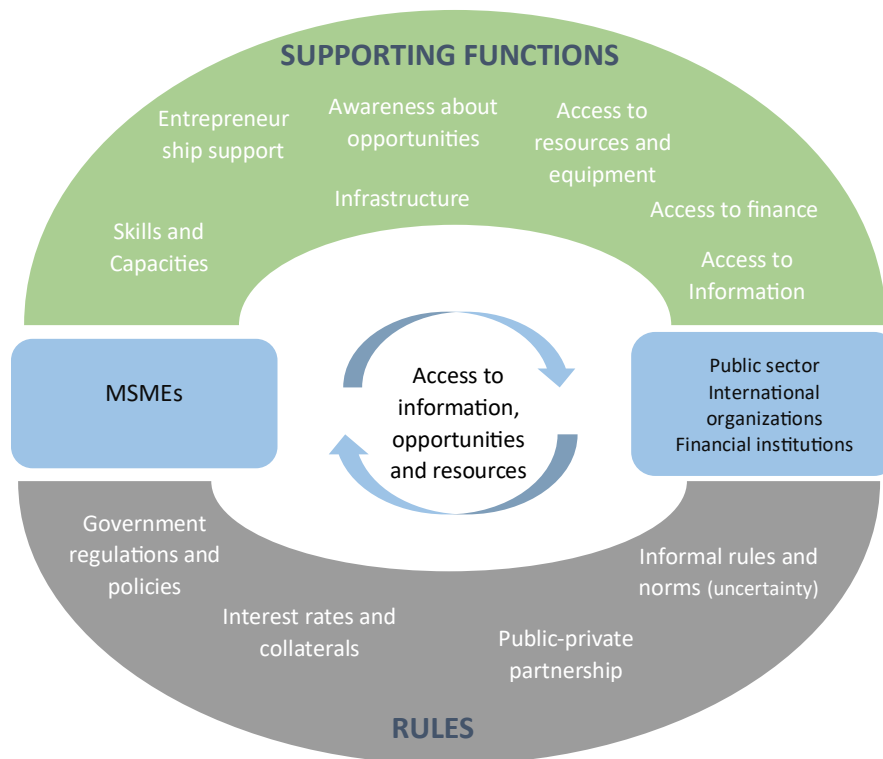 SUPPORTING FUNCTIONS
Entrepreneur
ship support
Awareness about
opportunities
Access to
resources and
equipment
Infrastructure
Access to finance
Skills and
Capacities
Access to
Information
MSMEs
Access to
information,
opportunities
and resources
Public sector
International
organizations
Financial institutions
Government
regulations and
policies
Informal rules and
norms (uncertainty)
Interest rates and
collaterals
Public-private
partnership
RULES